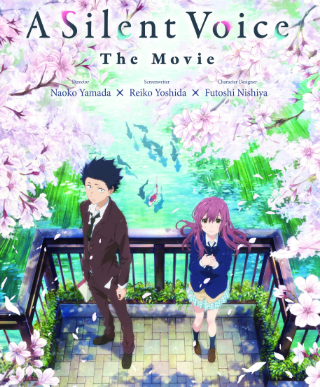 A Silent Voice
The Movie
Director Screenwriter Character Designer
Naoko Yamada × Reiko Yoshida × Futoshi Nishiya